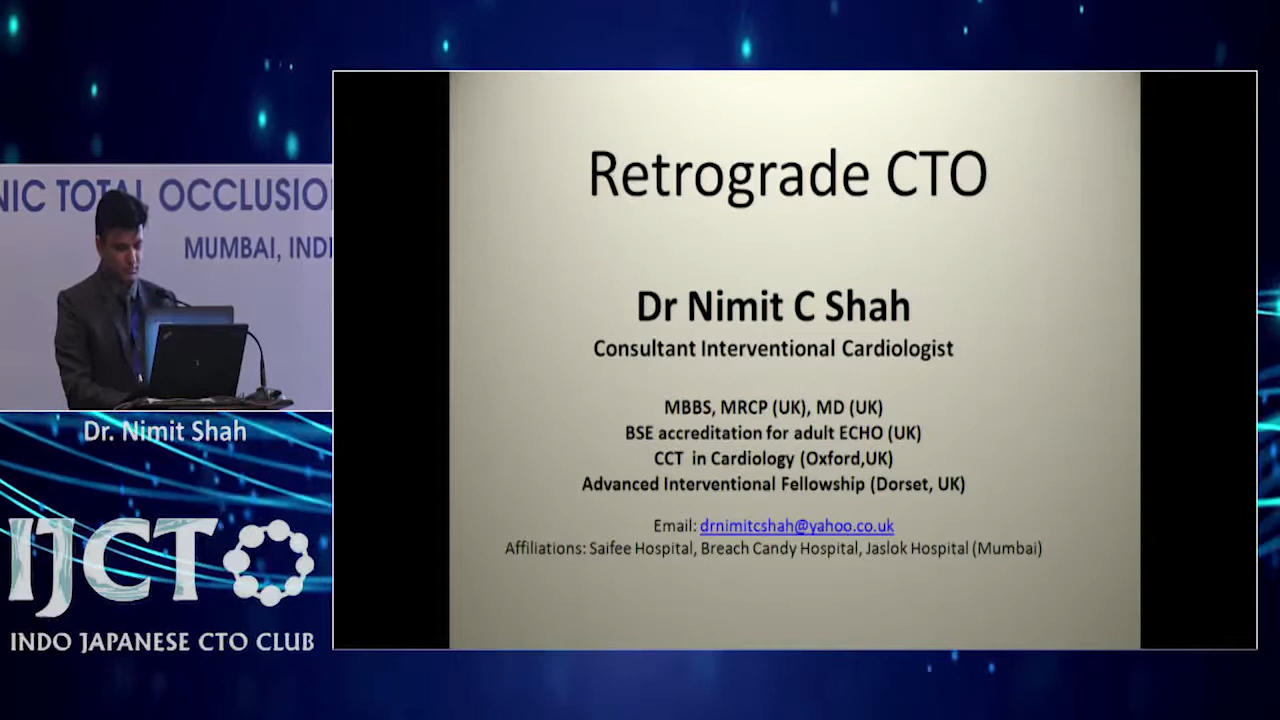 NIC TOTAL OCCLUSIO
MUMBAI, INDI
Dr. Nimit Shah
IJCTO
INDO JAPANESE CTO CLUB
Retrograde CTO
Dr Nimit C Shah
Consultant Interventional Cardiologist
MBBS, MRCP (UK), MD (UK)
BSE accreditation for adult ECHO (UK)
CCT in Cardiology (Oxford,UK)
Advanced Interventional Fellowship (Dorset, UK)
Email: drnimitcshah@yahoo.co.uk
Affiliations: Saifee Hospital, Breach Candy Hospital, Jaslok Hospital (Mumbai)